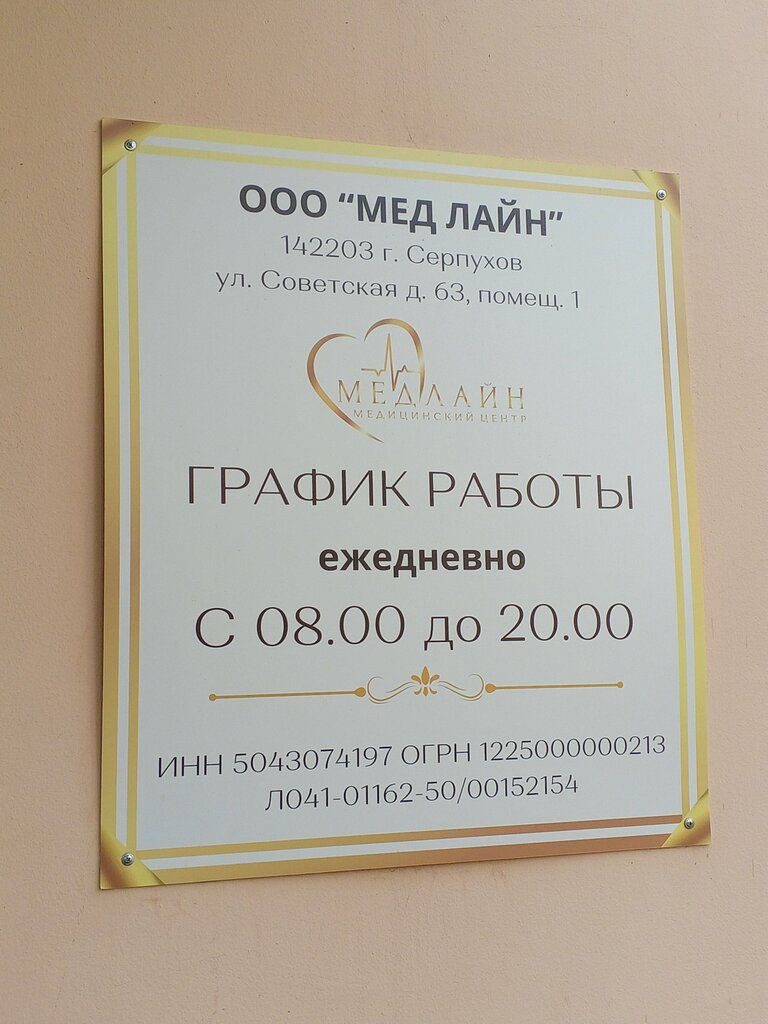 ООО “МЕД ЛАЙН”
142203 г. Серпухов
ул. Советская д. 63, помещ. 1
МЕДЛАЙН
МЕДИЦИНСКИЙ ЦЕНТР
ГРАФИК РАБОТЫ
ежедневно
С 08.00 до 20.00
ИНН 5043074197 ОГРН 1225000000213
Л041-01162-50/00152154